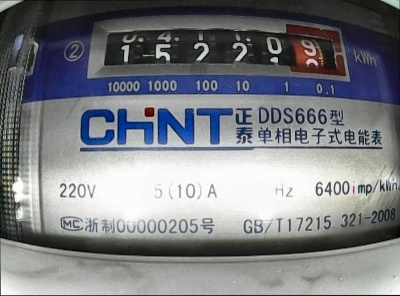 ② 15220 9 kWh
10000 1000 100 10 1 0.1
CHNT 正泰 DDS666型
单相电子式电能表
220V 5(10)A Hz 6400imp/kWh
MC 浙制00000205号 GB/T17215.321-2008